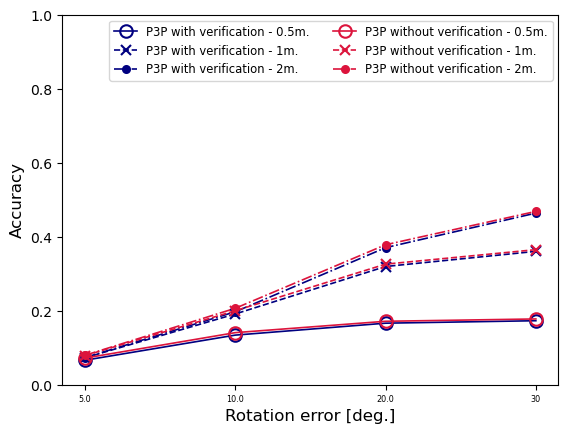 P3P with verification - 0.5m.
P3P with verification - 1m.
P3P with verification - 2m.
P3P without verification - 0.5m.
P3P without verification - 1m.
P3P without verification - 2m.
1.0
0.8
0.6
0.4
0.2
0.0
Accuracy
5.0 10.0 20.0 30
Rotation error [deg.]